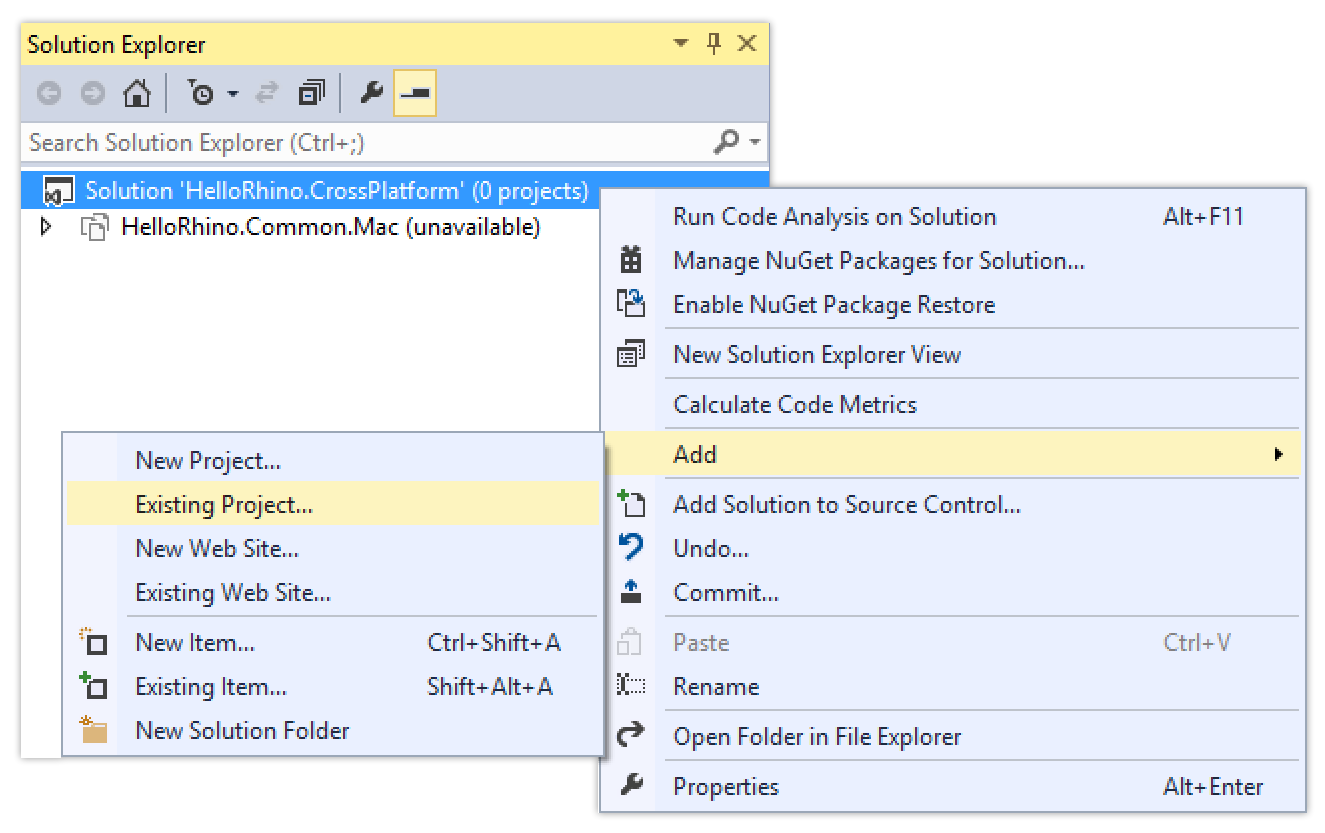 Solution Explorer
Search Solution Explorer (Ctrl+;)
Solution 'HelloRhino.CrossPlatform' (0 projects)
HelloRhino.Common.Mac (unavailable)
Run Code Analysis on Solution Alt+F11
Manage NuGet Packages for Solution...
Enable NuGet Package Restore
New Solution Explorer View
Calculate Code Metrics
Add
Add Solution to Source Control...
Undo...
Commit...
Paste Ctrl+V
Rename
Open Folder in File Explorer
Properties Alt+Enter
New Project...
Existing Project...
New Web Site...
Existing Web Site...
New Item... Ctrl+Shift+A
Existing Item... Shift+Alt+A
New Solution Folder